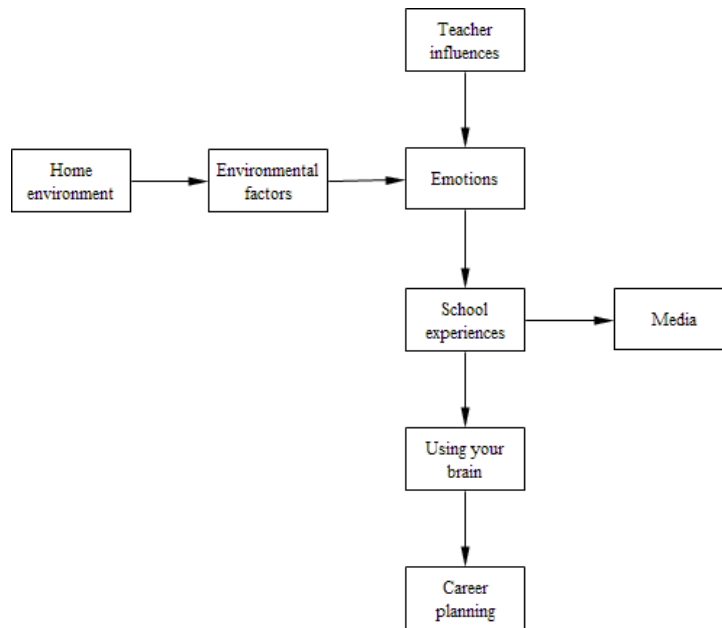 Teacher
influences
Home
environment
Environmental
factors
Emotions
School
experiences
Media
Using your
brain
Career
planning